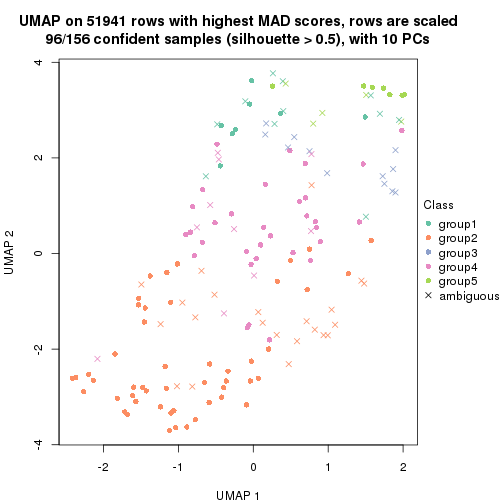 UMAP on 51941 rows with highest MAD scores, rows are scaled
96/156 confident samples (silhouette > 0.5), with 10 PCs
4
2
0
-2
-4
UMAP 2
-2
-1
0
1
2
UMAP 1
Class
group1
group2
group3
group4
group5
ambiguous